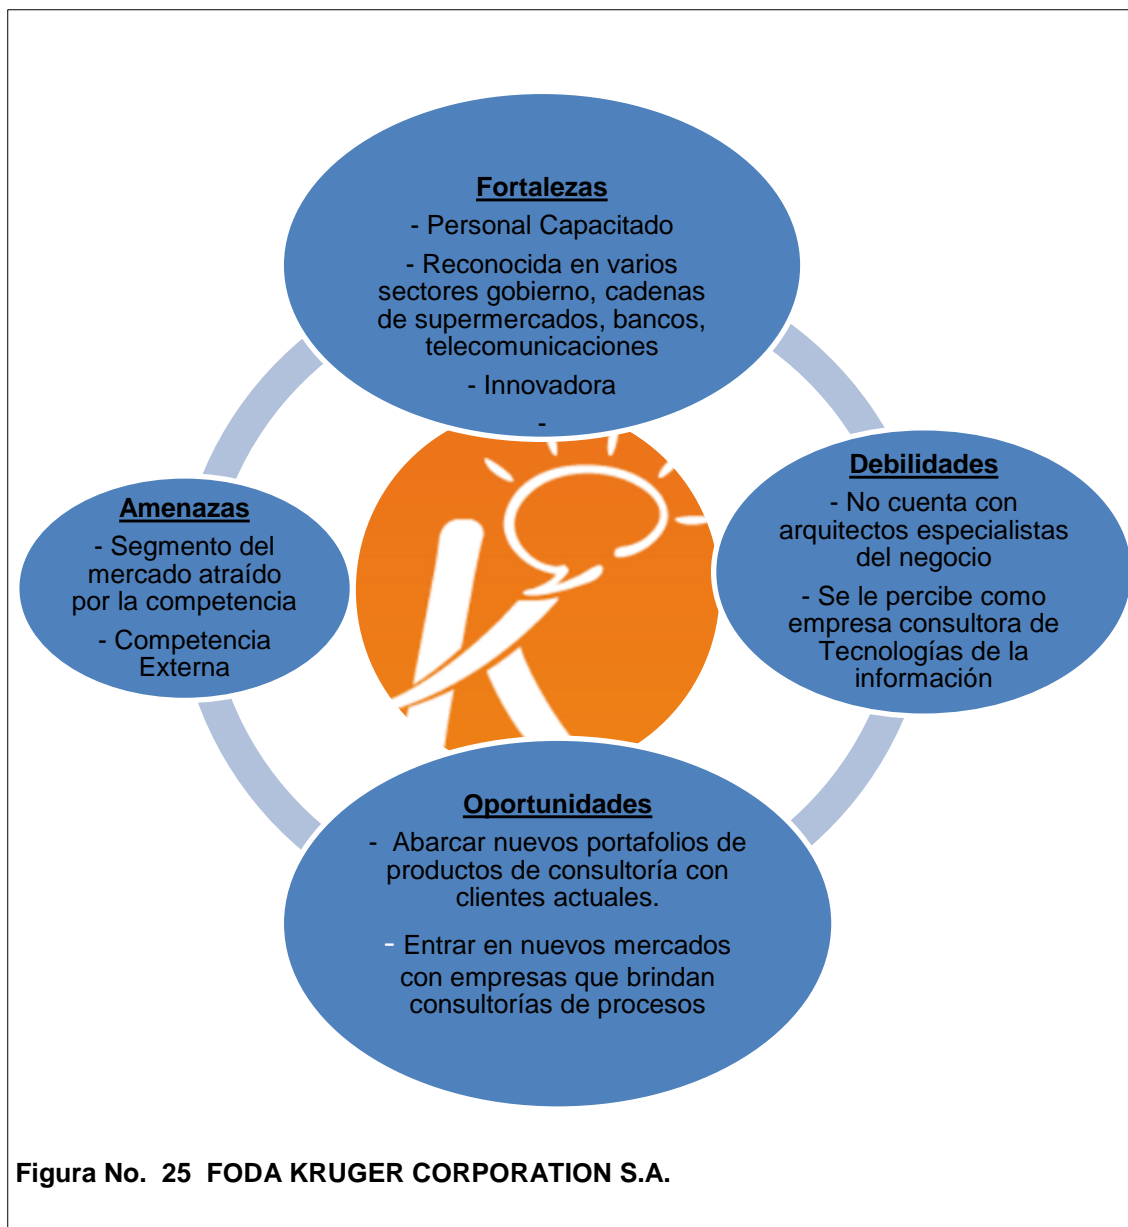 Fortalezas
- Personal Capacitado
- Reconocida en varios
sectores gobierno, cadenas
de supermercados, bancos,
telecomunicaciones
- Innovadora
-
Debilidades
- No cuenta con
arquitectos especialistas
del negocio
- Se le percibe como
empresa consultora de
Tecnologías de la
información
Oportunidades
- Abarcar nuevos portafolios de
productos de consultoría con
clientes actuales.
- Entrar en nuevos mercados
con empresas que brindan
consultorías de procesos
Amenazas
- Segmento del
mercado atraído
por la competencia
- Competencia
Externa
Figura No. 25 FODA KRUGER CORPORATION S.A.